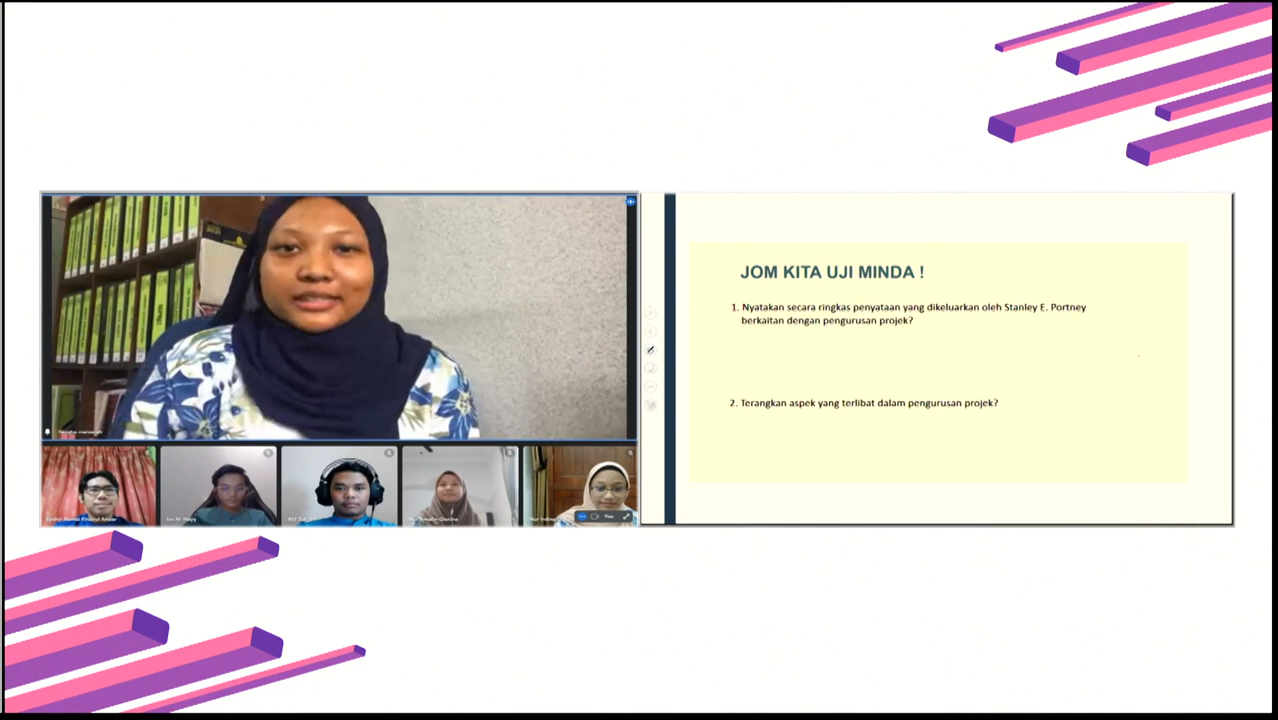 JOM KITA UJI MINDA !
1. Nyatakan secara ringkas penyataan yang dikeluarkan oleh Stanley E. Portney
berkaitan dengan pengurusan projek?
2. Terangkan aspek yang terlibat dalam pengurusan projek?
View